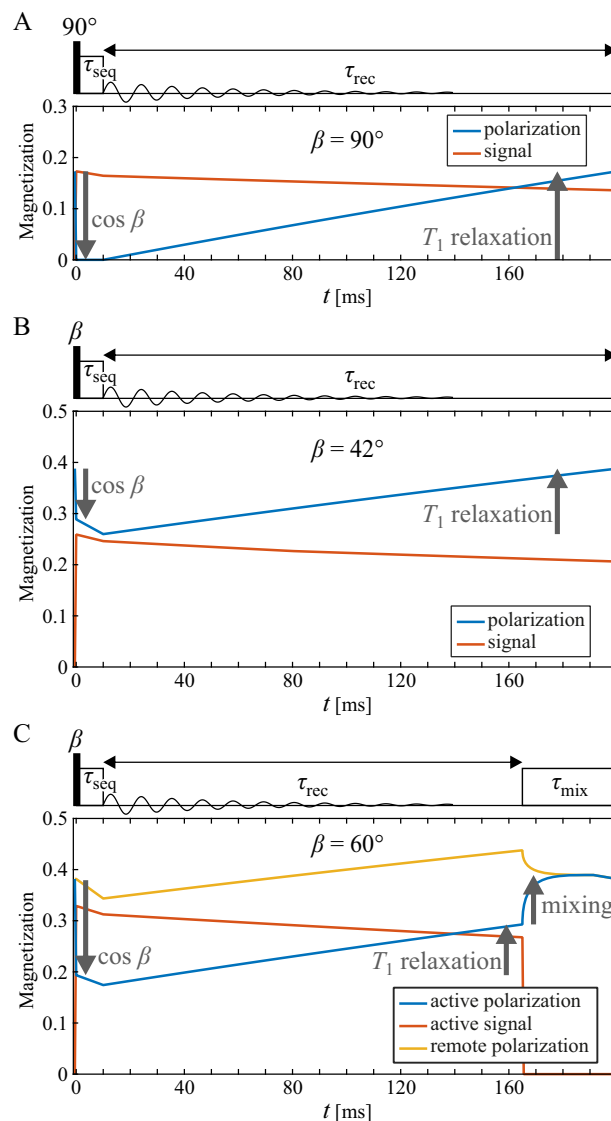 A
90°
τseq
τrec
0.3
0.2
0.1
0
Magnetization
β = 90°
polarization
signal
cos β
T1 relaxation
40
80
120
160
t [ms]
B
β
τseq
τrec
0.5
0.4
0.3
0.2
0.1
0
Magnetization
β = 42°
cos β
T1 relaxation
polarization
signal
40
80
120
160
t [ms]
C
β
τseq
τrec
τmix
0.5
0.4
0.3
0.2
0.1
0
Magnetization
β = 60°
cos β
mixing
T1 relaxation
active polarization
active signal
remote polarization
40
80
120
160
t [ms]